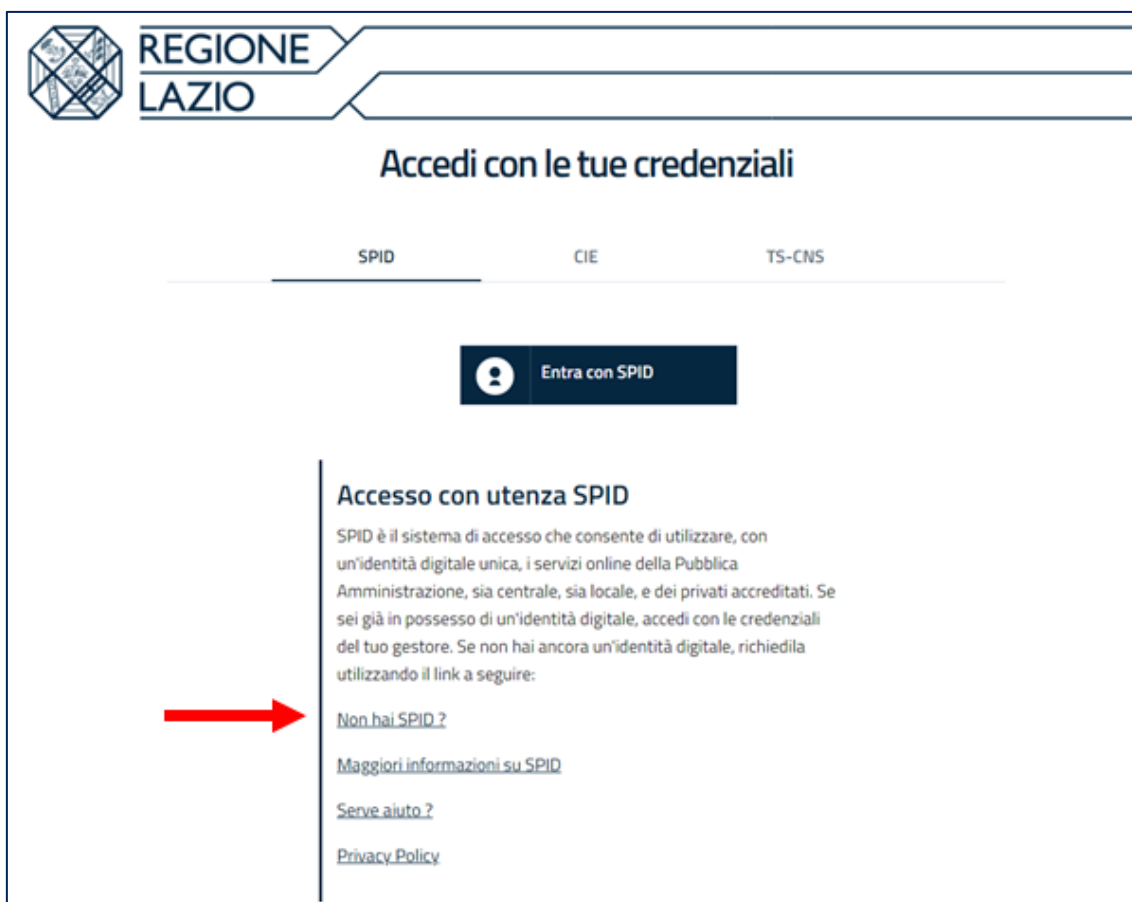 REGIONE
LAZIO
Accedi con le tue credenziali
SPID CIE TS-CNS
Entra con SPID
Accesso con utenza SPID
SPID è il sistema di accesso che consente di utilizzare, con
un'identità digitale unica, i servizi online della Pubblica
Amministrazione, sia centrale, sia locale, e dei privati accreditati. Se
sei già in possesso di un'identità digitale, accedi con le credenziali
del tuo gestore. Se non hai ancora un'identità digitale, richiedila
utilizzando il link a seguire:
Non hai SPID ?
Maggiori informazioni su SPID
Serve aiuto ?
Privacy Policy